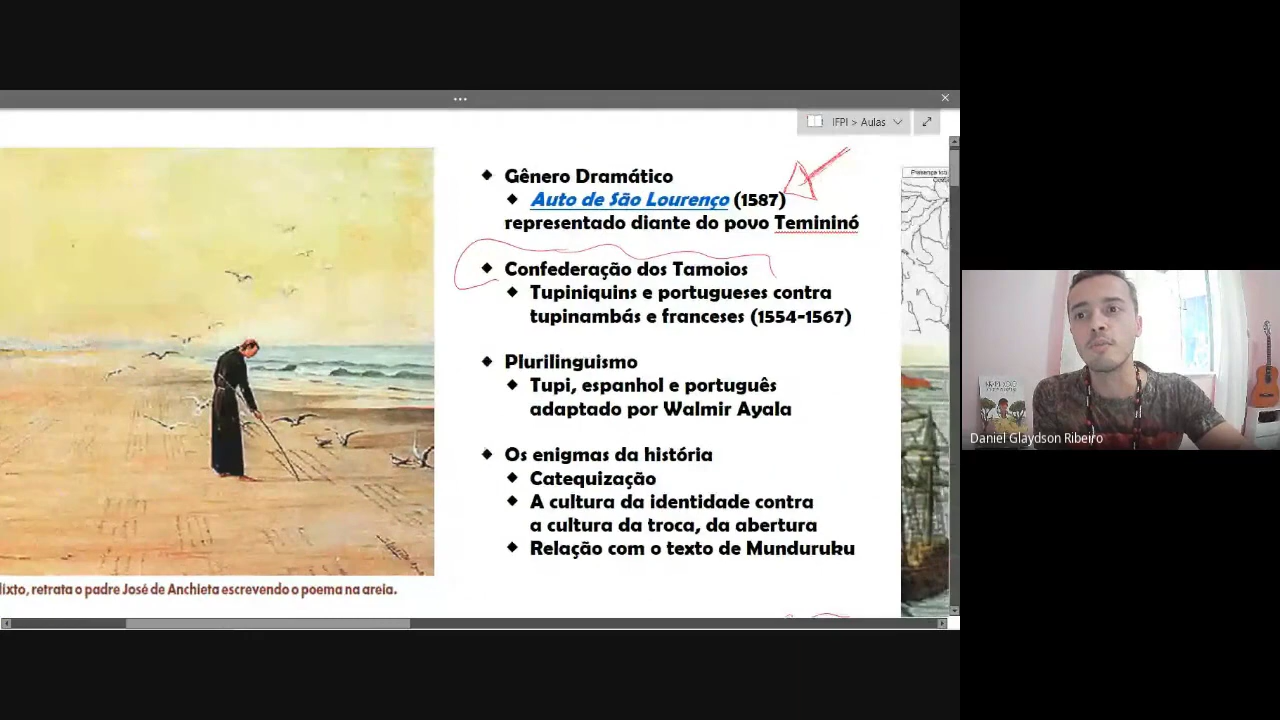 IFPI > Aulas
Gênero Dramático
Auto de São Lourenço (1587)
representado diante do povo Temininó
Confederação dos Tamoios
Tupiniquins e portugueses contra
tupinambás e franceses (1554-1567)
Plurilinguismo
Tupi, espanhol e português
adaptado por Walmir Ayala
Os enigmas da história
Catequização
A cultura da identidade contra
a cultura da troca, da abertura
Relação com o texto de Munduruku
lixto, retrata o padre José de Anchieta escrevendo o poema na areia.
Daniel Glaydson Ribeiro